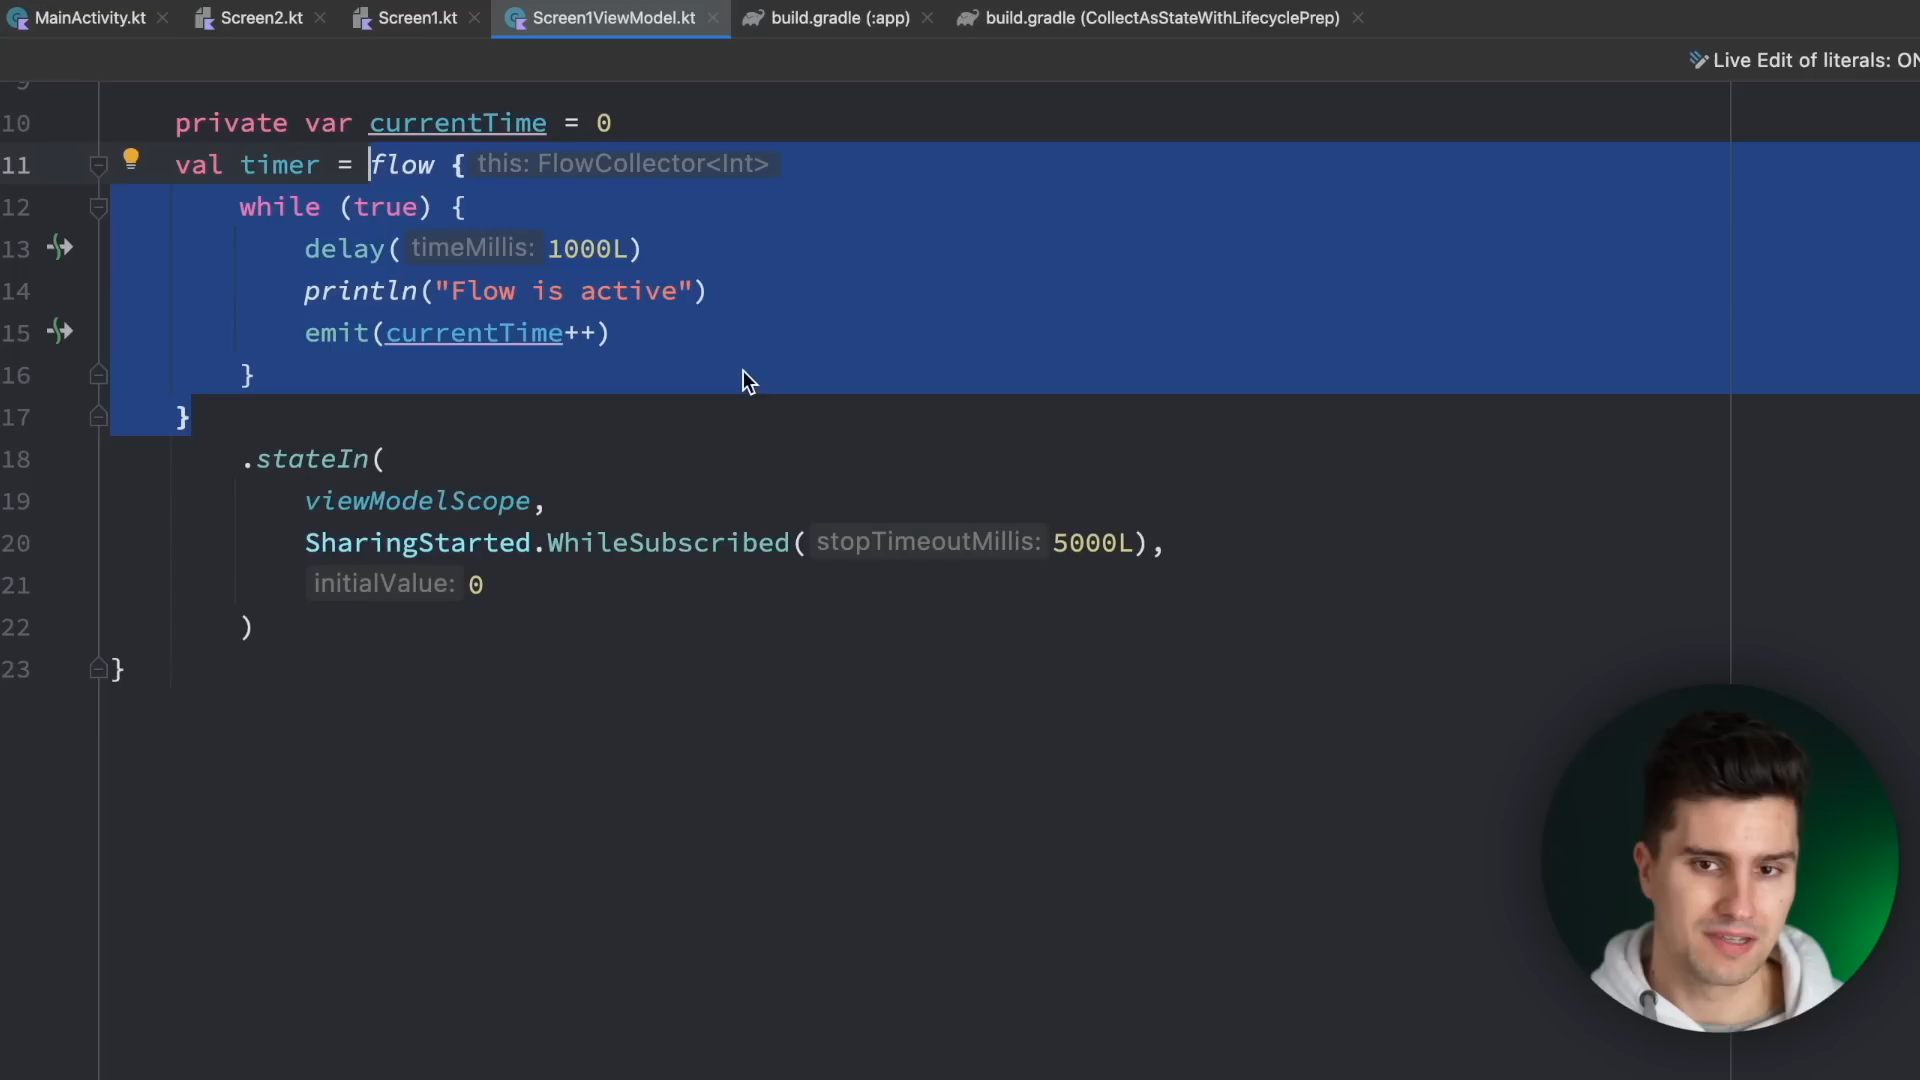 MainActivity.kt Screen2.kt Screen1.kt Screen1ViewModel.kt build.gradle (:app) build.gradle (CollectAsStateWithLifecyclePrep)
Live Edit of literals: ON
9
10 private var currentTime = 0
11 val timer = flow { this: FlowCollector<Int>
12 while (true) {
13 delay( timeMillis: 1000L)
14 println("Flow is active")
15 emit(currentTime++)
16 }
17 }
18 .stateIn(
19 viewModelScope,
20 SharingStarted.WhileSubscribed( stopTimeoutMillis: 5000L),
21 initialValue: 0
22 )
23 }